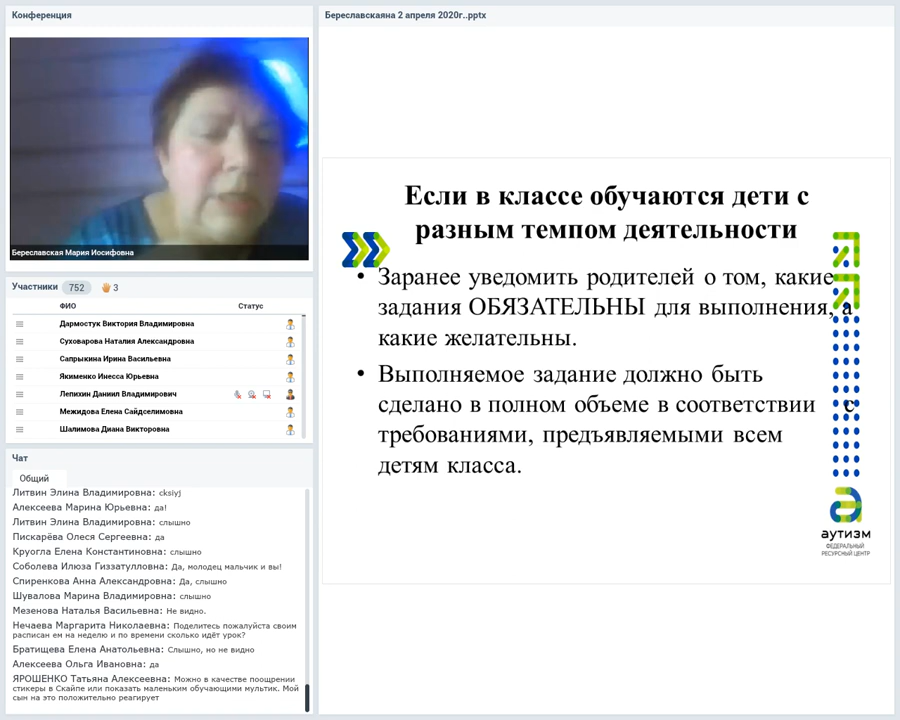 Конференция
Береславская Мария Иосифовна
Участники 752 3
ФИО Статус
Дармостук Виктория Владимировна
Суховарова Наталия Александровна
Сапрыкина Ирина Васильевна
Якименко Инесса Юрьевна
Лепихин Даниил Владимирович
Межидова Елена Сайдселимовна
Шалимова Диана Викторовна
Чат
Общий
Литвин Элина Владимировна: cksiyj
Алексеева Марина Юрьевна: да!
Литвин Элина Владимировна: слышно
Пискарёва Олеся Сергеевна: да
Круогла Елена Константиновна: слышно
Соболева Илюза Гиззатулловна: Да, молодец мальчик и вы!
Спиренкова Анна Александровна: Да, слышно
Шувалова Марина Владимировна: слышно
Мезенова Наталья Васильевна: Не видно.
Нечаева Маргарита Николаевна: Поделитесь пожалуйста своим
расписан ем на неделю и по времени сколько идёт урок?
Братищева Елена Анатольевна: Слышно, но не видно
Алексеева Ольга Ивановна: да
ЯРОШЕНКО Татьяна Алексеевна: Можно в качестве поощрении
стикеры в Скайпе или показать маленьким обучающими мультик. Мой
сын на это положительно реагирует
Береславскаяна 2 апреля 2020г..pptx
Если в классе обучаются дети с
разным темпом деятельности
• Заранее уведомить родителей о том, какие
задания ОБЯЗАТЕЛЬНЫ для выполнения, а
какие желательны.
• Выполняемое задание должно быть
сделано в полном объеме в соответствии с
требованиями, предъявляемыми всем
детям класса.
аутизм
ФЕДЕРАЛЬНЫЙ
РЕСУРСНЫЙ ЦЕНТР